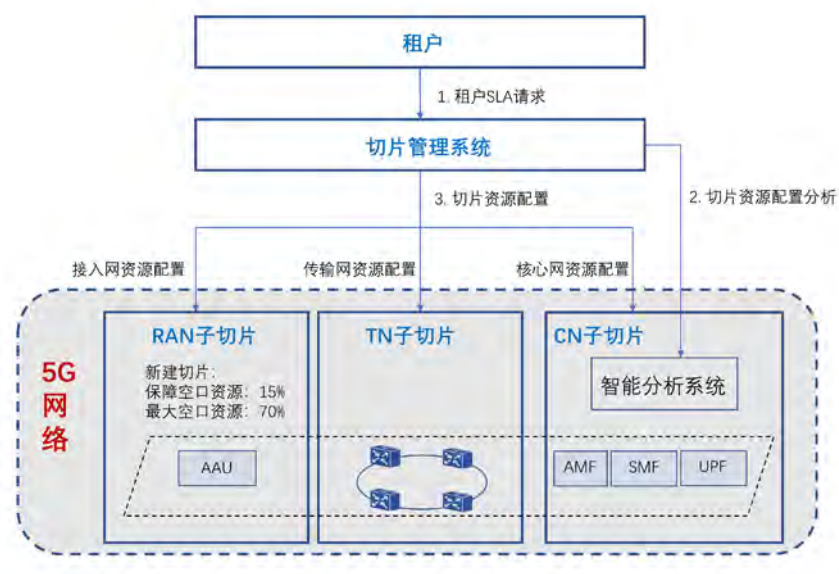 租户
1. 租户SLA请求
切片管理系统
3. 切片资源配置
2. 切片资源配置分析
接入网资源配置
传输网资源配置
核心网资源配置
5G
网
络
RAN子切片
新建切片：
保障空口资源：15%
最大空口资源：70%
AAU
TN子切片
CN子切片
智能分析系统
AMF
SMF
UPF